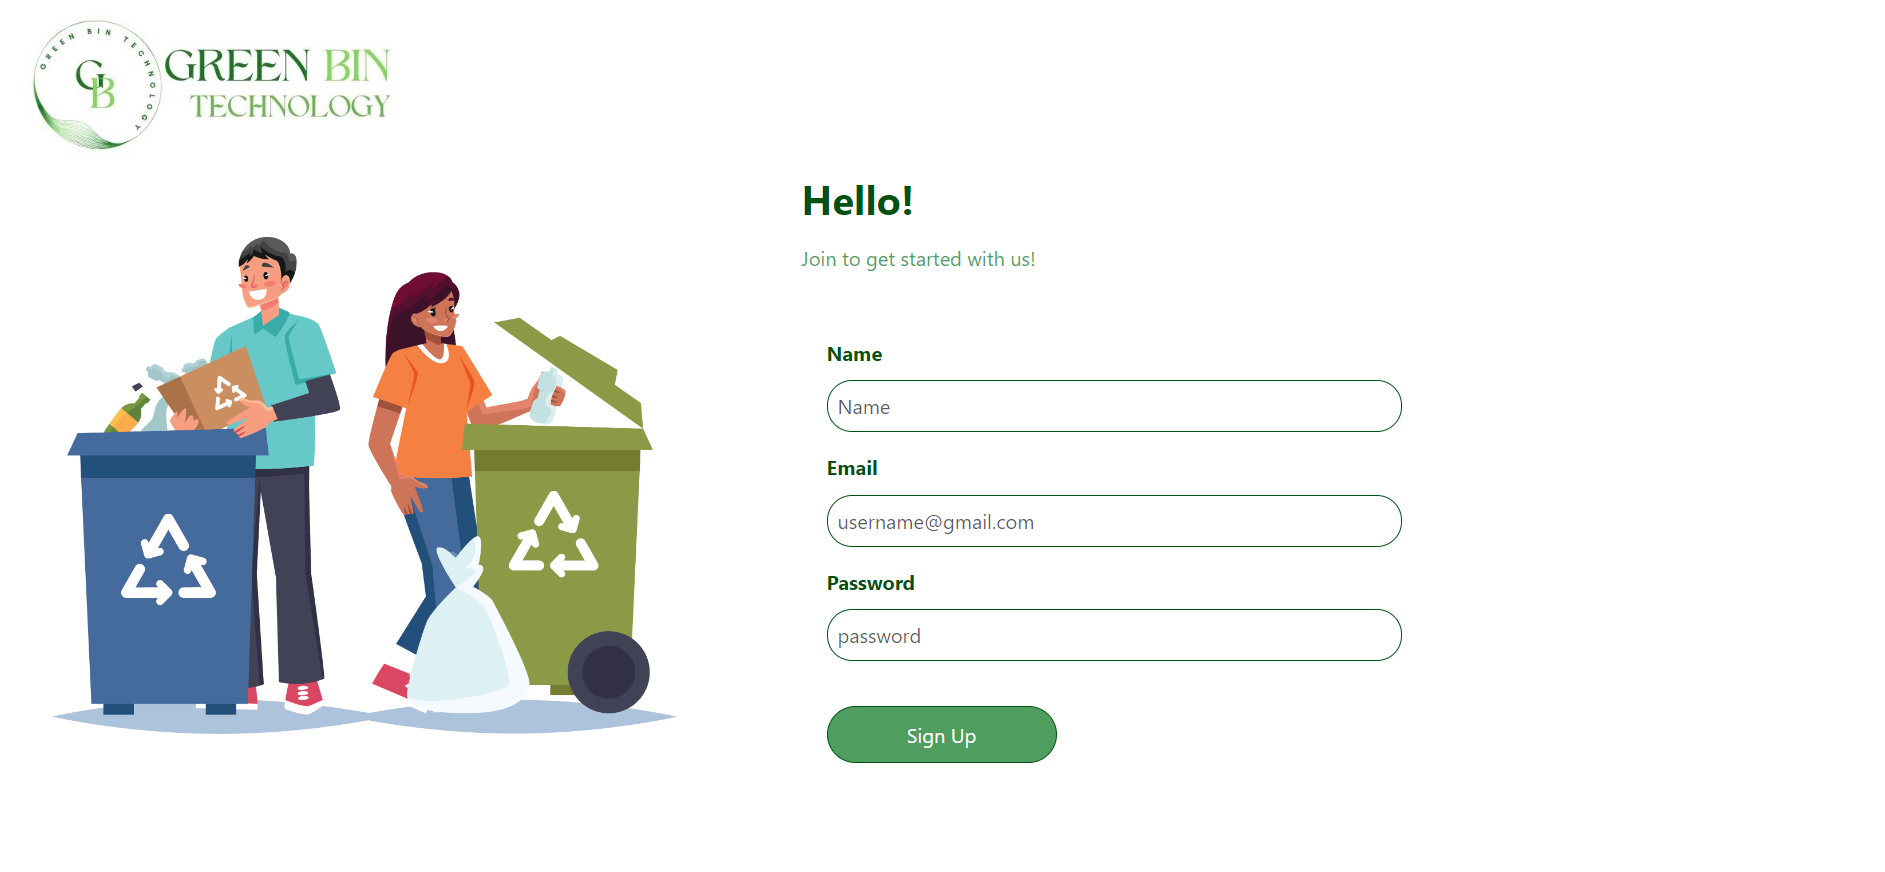 GREEN BIN TECHNOLOGY
GB
GREEN BIN
TECHNOLOGY
Hello!
Join to get started with us!
Name
Name
Email
username@gmail.com
Password
password
Sign Up